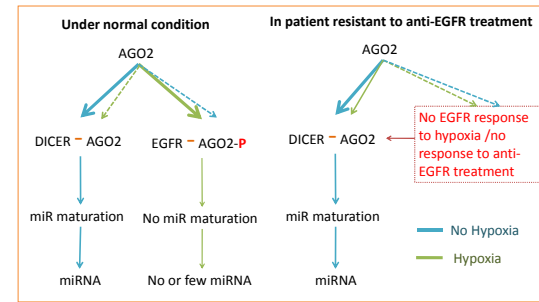 Under normal condition
AGO2
DICER - AGO2
EGFR - AGO2-P
miR maturation
No miR maturation
miRNA
No or few miRNA
In patient resistant to anti-EGFR treatment
AGO2
DICER - AGO2
No EGFR response
to hypoxia /no
response to anti-
EGFR treatment
miR maturation
miRNA
No Hypoxia
Hypoxia